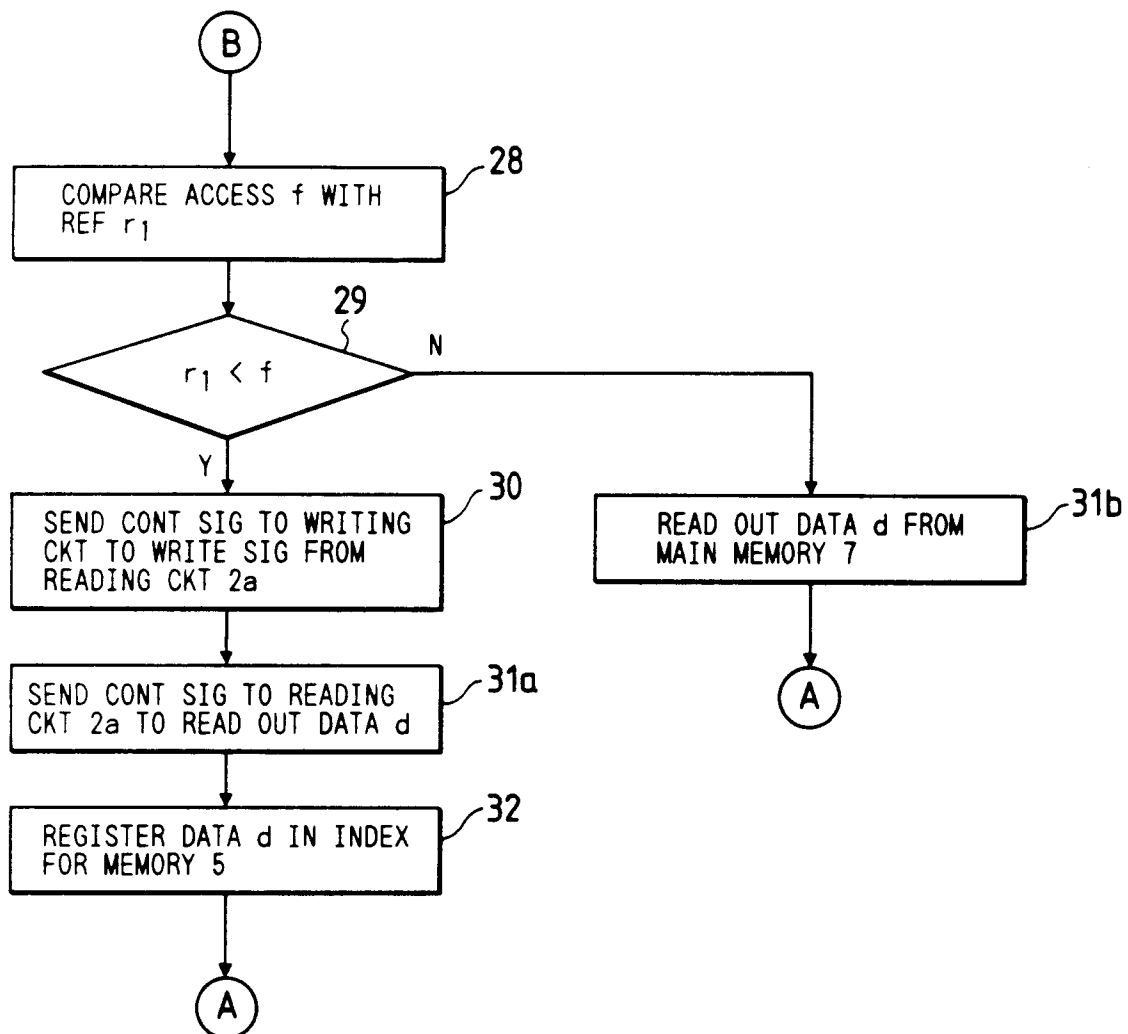 B
28
COMPARE ACCESS f WITH
REF r1
29
r1 < f
N
Y
30
SEND CONT SIG TO WRITING
CKT TO WRITE SIG FROM
READING CKT 2a
31b
READ OUT DATA d FROM
MAIN MEMORY 7
31a
SEND CONT SIG TO READING
CKT 2a TO READ OUT DATA d
A
32
REGISTER DATA d IN INDEX
FOR MEMORY 5
A